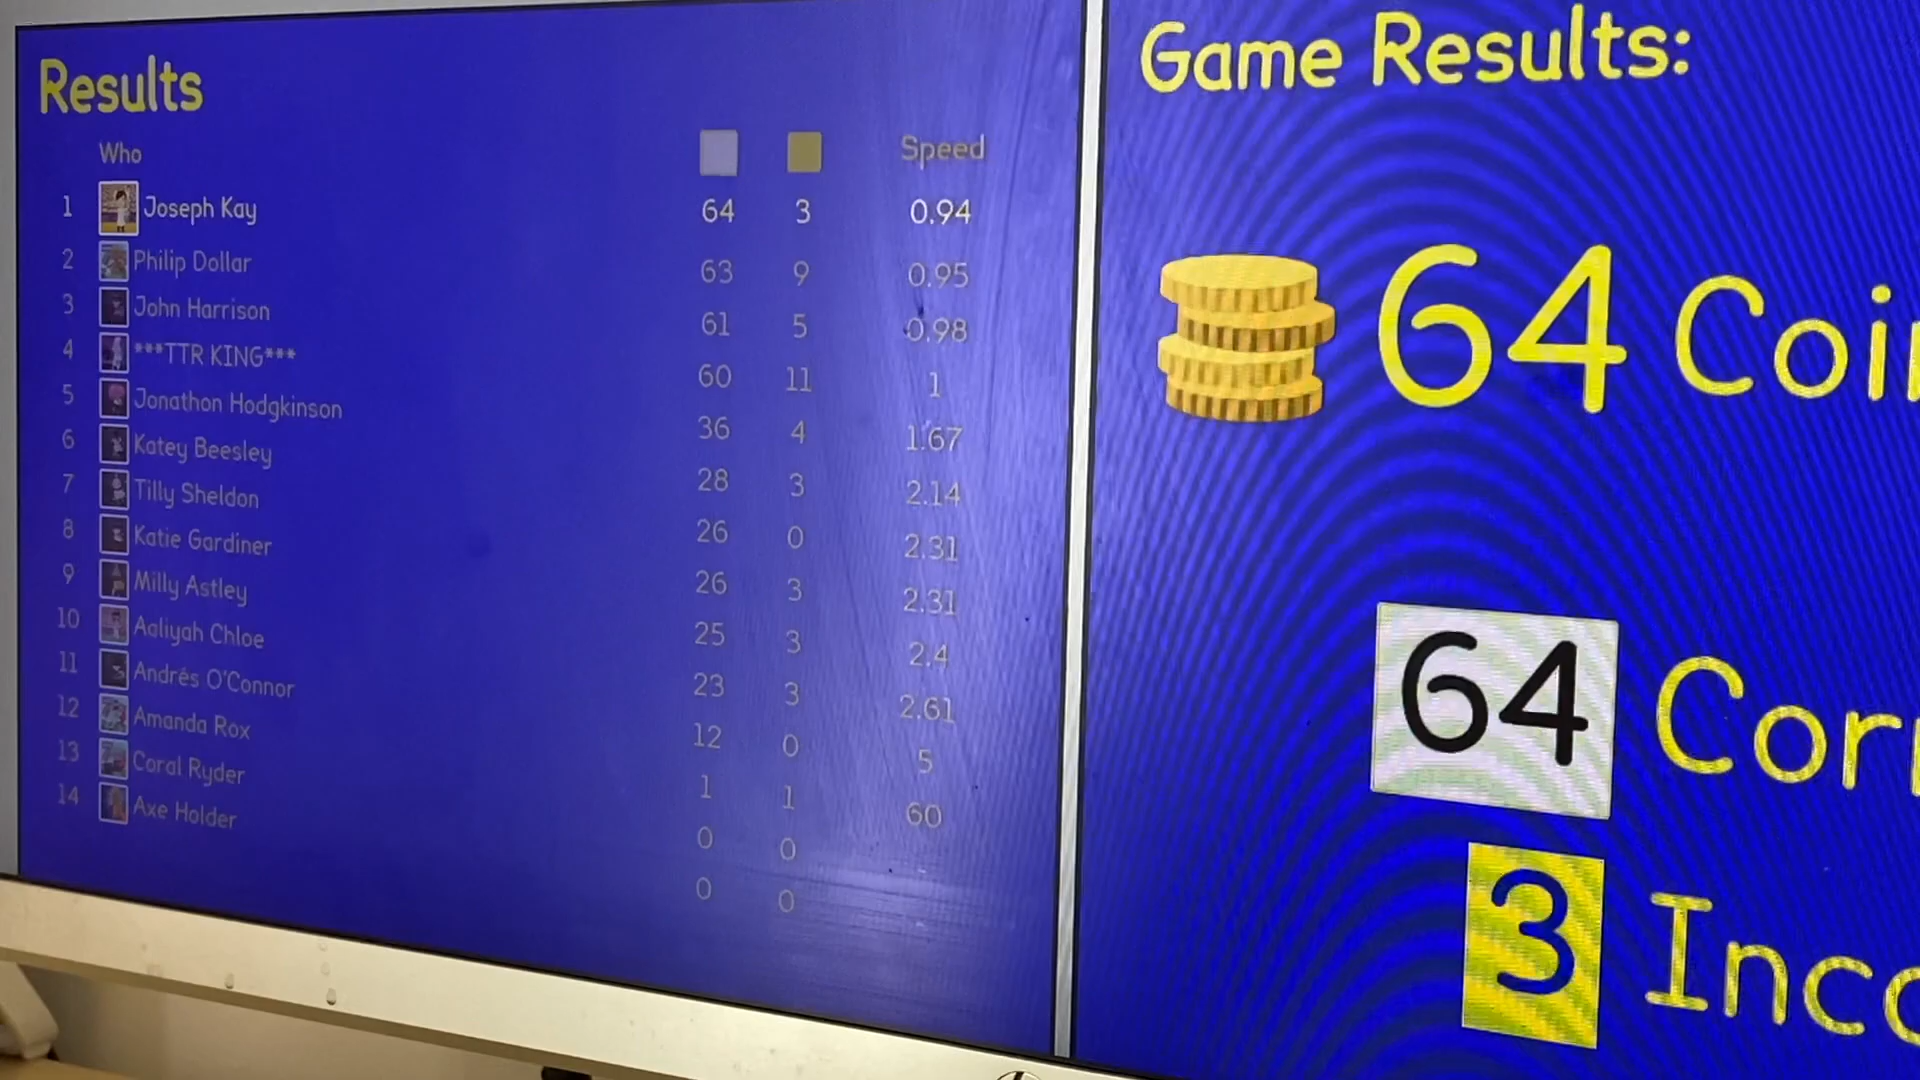 Results
Who Speed
1 Joseph Kay 64 3 0.94
2 Philip Dollar 63 9 0.95
3 John Harrison 61 5 0.98
4 ***TTR KING*** 60 11 1
5 Jonathon Hodgkinson 36 4 1.67
6 Katey Beesley 28 3 2.14
7 Tilly Sheldon 26 0 2.31
8 Katie Gardiner 26 3 2.31
9 Milly Astley 25 3 2.4
10 Aaliyah Chloe 23 3 2.61
11 Andrés O'Connor 12 0 5
12 Amanda Rox 1 1 60
13 Coral Ryder 0 0
14 Axe Holder 0 0
Game Results:
64 Coi
64 Cor
3 Inc